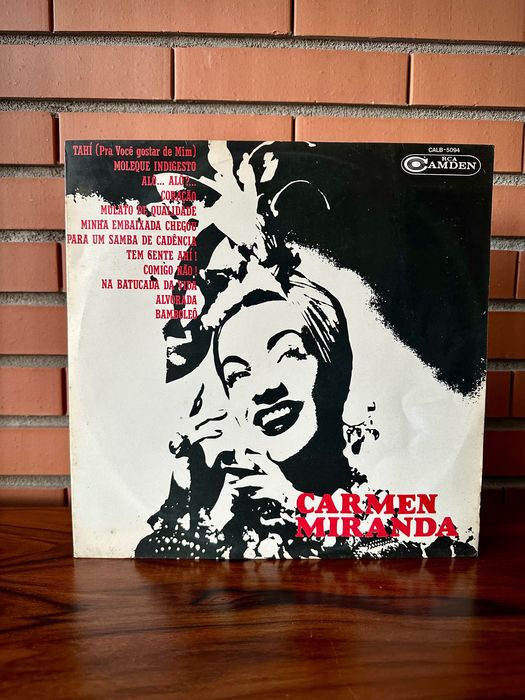 TAHÍ (Pra Você gostar de Mim)
MOLEQUE INDIGESTO
ALÔ... ALÔ?...
CORAÇÃO
MULATO DE QUALIDADE
MINHA EMBAIXADA CHEGOU
PARA UM SAMBA DE CADÊNCIA
TEM GENTE AHÍ!
COMIGO NÃO!
NA BATUCADA DA VIDA
ALVORADA
BAMBOLEÔ
CALB-5094
RCA
CAMDEN
CARMEN
MIRANDA